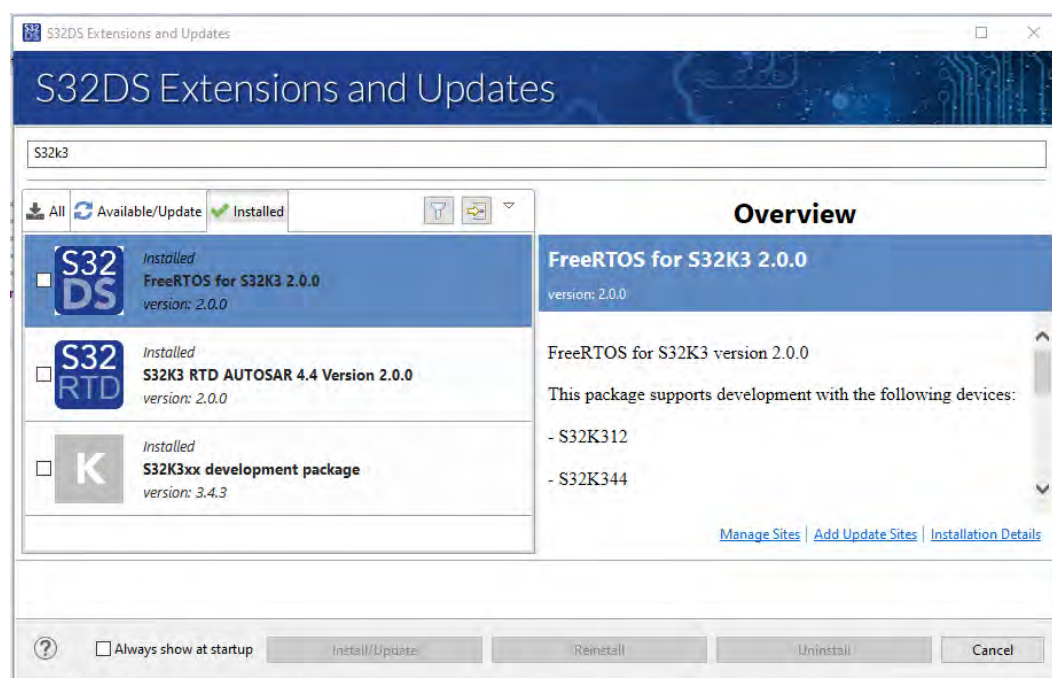 S32DS Extensions and Updates
S32DS Extensions and Updates
S32k3
All
Available/Update
Installed
S32
DS
Installed
FreeRTOS for S32K3 2.0.0
version: 2.0.0
S32
RTD
Installed
S32K3 RTD AUTOSAR 4.4 Version 2.0.0
version: 2.0.0
K
Installed
S32K3xx development package
version: 3.4.3
Overview
FreeRTOS for S32K3 2.0.0
version: 2.0.0
FreeRTOS for S32K3 version 2.0.0
This package supports development with the following devices:
- S32K312
- S32K344
Manage Sites | Add Update Sites | Installation Details
? Always show at startup Install/Update Reinstall Uninstall Cancel